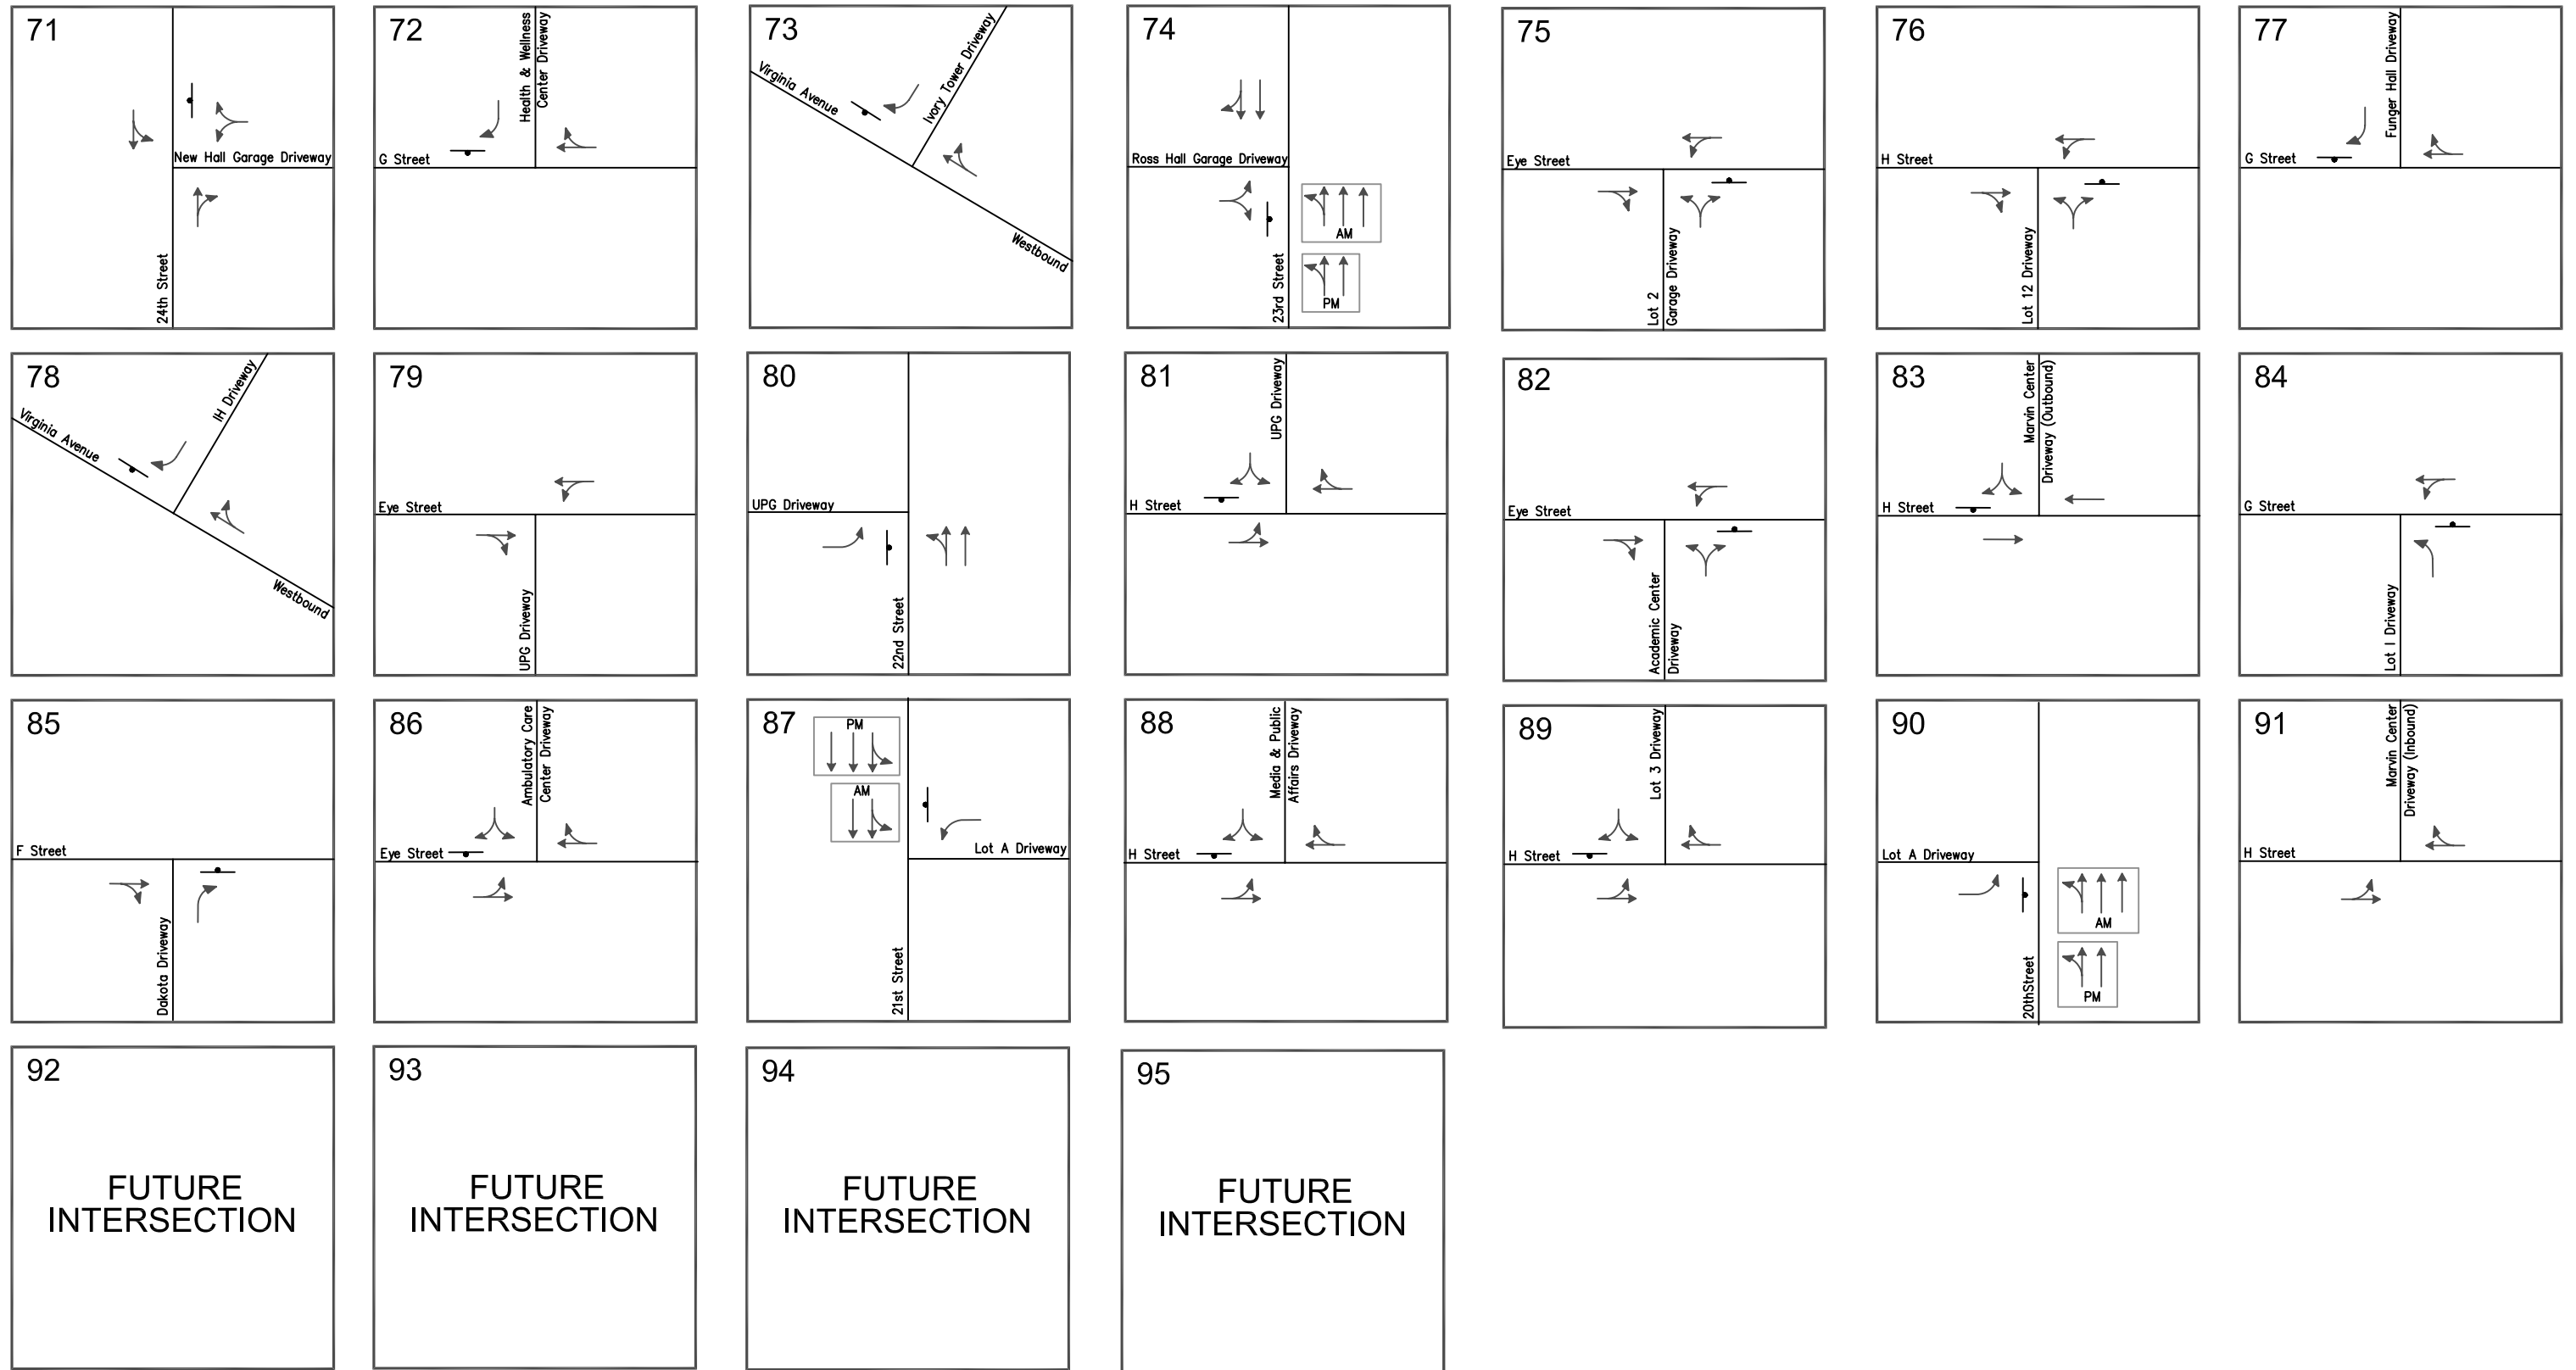 71
New Hall Garage Driveway
24th Street
72
Health & Wellness
Center Driveway
G Street
73
Virginia Avenue
Ivory Tower Driveway
Westbound
74
Ross Hall Garage Driveway
23rd Street
AM
PM
75
Eye Street
Lot 2
Garage Driveway
76
H Street
Lot 12 Driveway
77
Funger Hall Driveway
G Street
78
Virginia Avenue
IH Driveway
Westbound
79
Eye Street
UPG Driveway
80
UPG Driveway
22nd Street
81
UPG Driveway
H Street
82
Eye Street
Academic Center
Driveway
83
Marvin Center
Driveway (Outbound)
H Street
84
G Street
Lot I Driveway
85
F Street
Dakota Driveway
86
Ambulatory Care
Center Driveway
Eye Street
87
PM
AM
Lot A Driveway
21st Street
88
Media & Public
Affairs Driveway
H Street
89
Lot 3 Driveway
H Street
90
Lot A Driveway
20thStreet
AM
PM
91
Marvin Center
Driveway (Inbound)
H Street
92
FUTURE
INTERSECTION
93
FUTURE
INTERSECTION
94
FUTURE
INTERSECTION
95
FUTURE
INTERSECTION